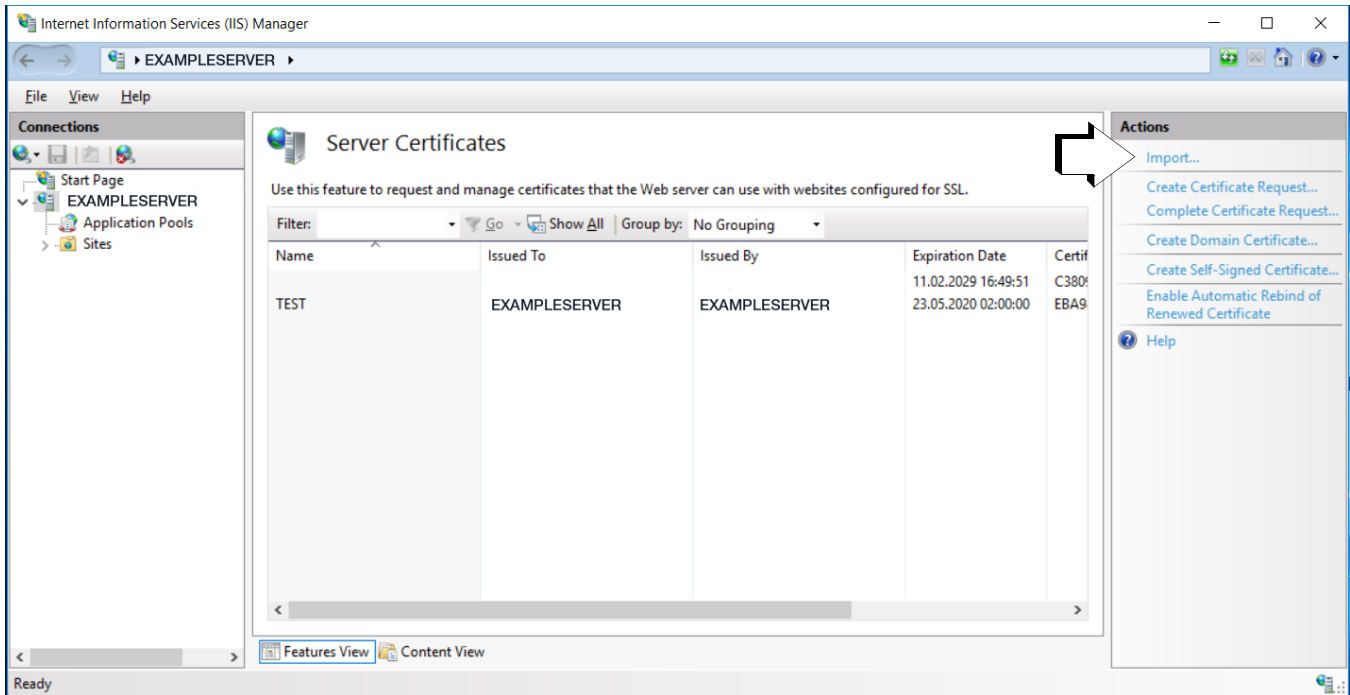 Internet Information Services (IIS) Manager
EXAMPLESERVER
File View Help
Connections
Start Page
EXAMPLESERVER
Application Pools
Sites
Server Certificates
Use this feature to request and manage certificates that the Web server can use with websites configured for SSL.
Filter: Go Show All Group by: No Grouping
Name Issued To Issued By Expiration Date Certif
11.02.2029 16:49:51 C380
TEST EXAMPLESERVER EXAMPLESERVER 23.05.2020 02:00:00 EBA9
Features View Content View
Actions
Import...
Create Certificate Request...
Complete Certificate Request...
Create Domain Certificate...
Create Self-Signed Certificate...
Enable Automatic Rebind of
Renewed Certificate
Help
Ready